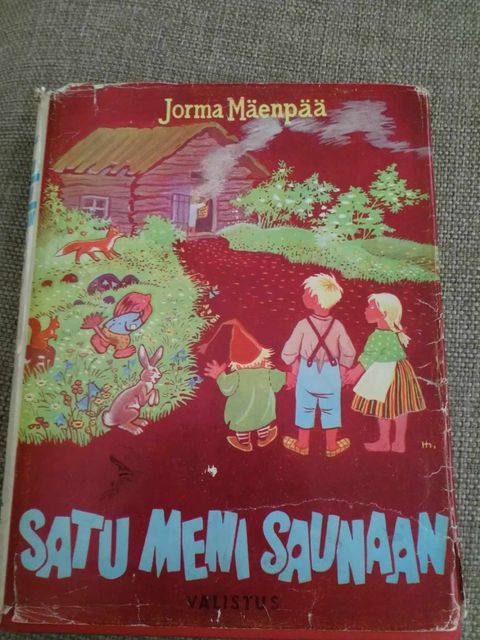 Jorma Mäenpää
SATU MENI SAUNAAN
VALISTUS